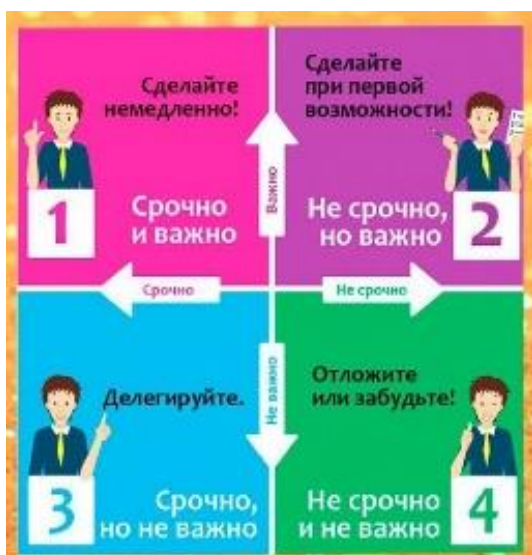 Сделайте
немедленно!
1
Срочно
и важно
Сделайте
при первой
возможности!
Не срочно,
но важно
2
Важно
Срочно
Не срочно
Не важно
Делегируйте.
3
Срочно,
но не важно
Отложите
или забудьте!
Не срочно
и не важно
4